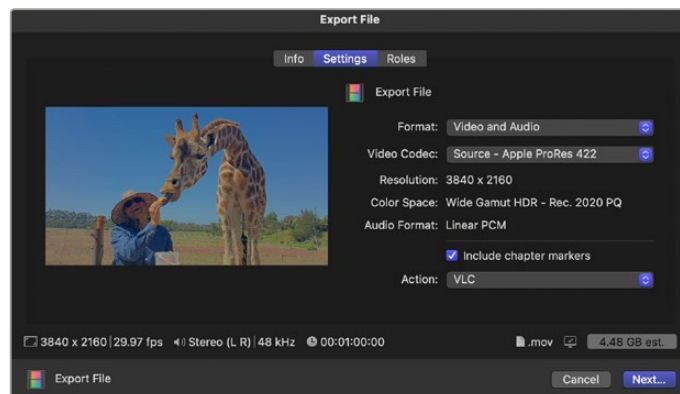 Export File
Info Settings Roles
Export File
Format: Video and Audio
Video Codec: Source - Apple ProRes 422
Resolution: 3840 x 2160
Color Space: Wide Gamut HDR - Rec. 2020 PQ
Audio Format: Linear PCM
Include chapter markers
Action: VLC
3840 x 2160 | 29.97 fps Stereo (L R) | 48 kHz 00:01:00:00 .mov 4.48 GB est.
Export File Cancel Next...